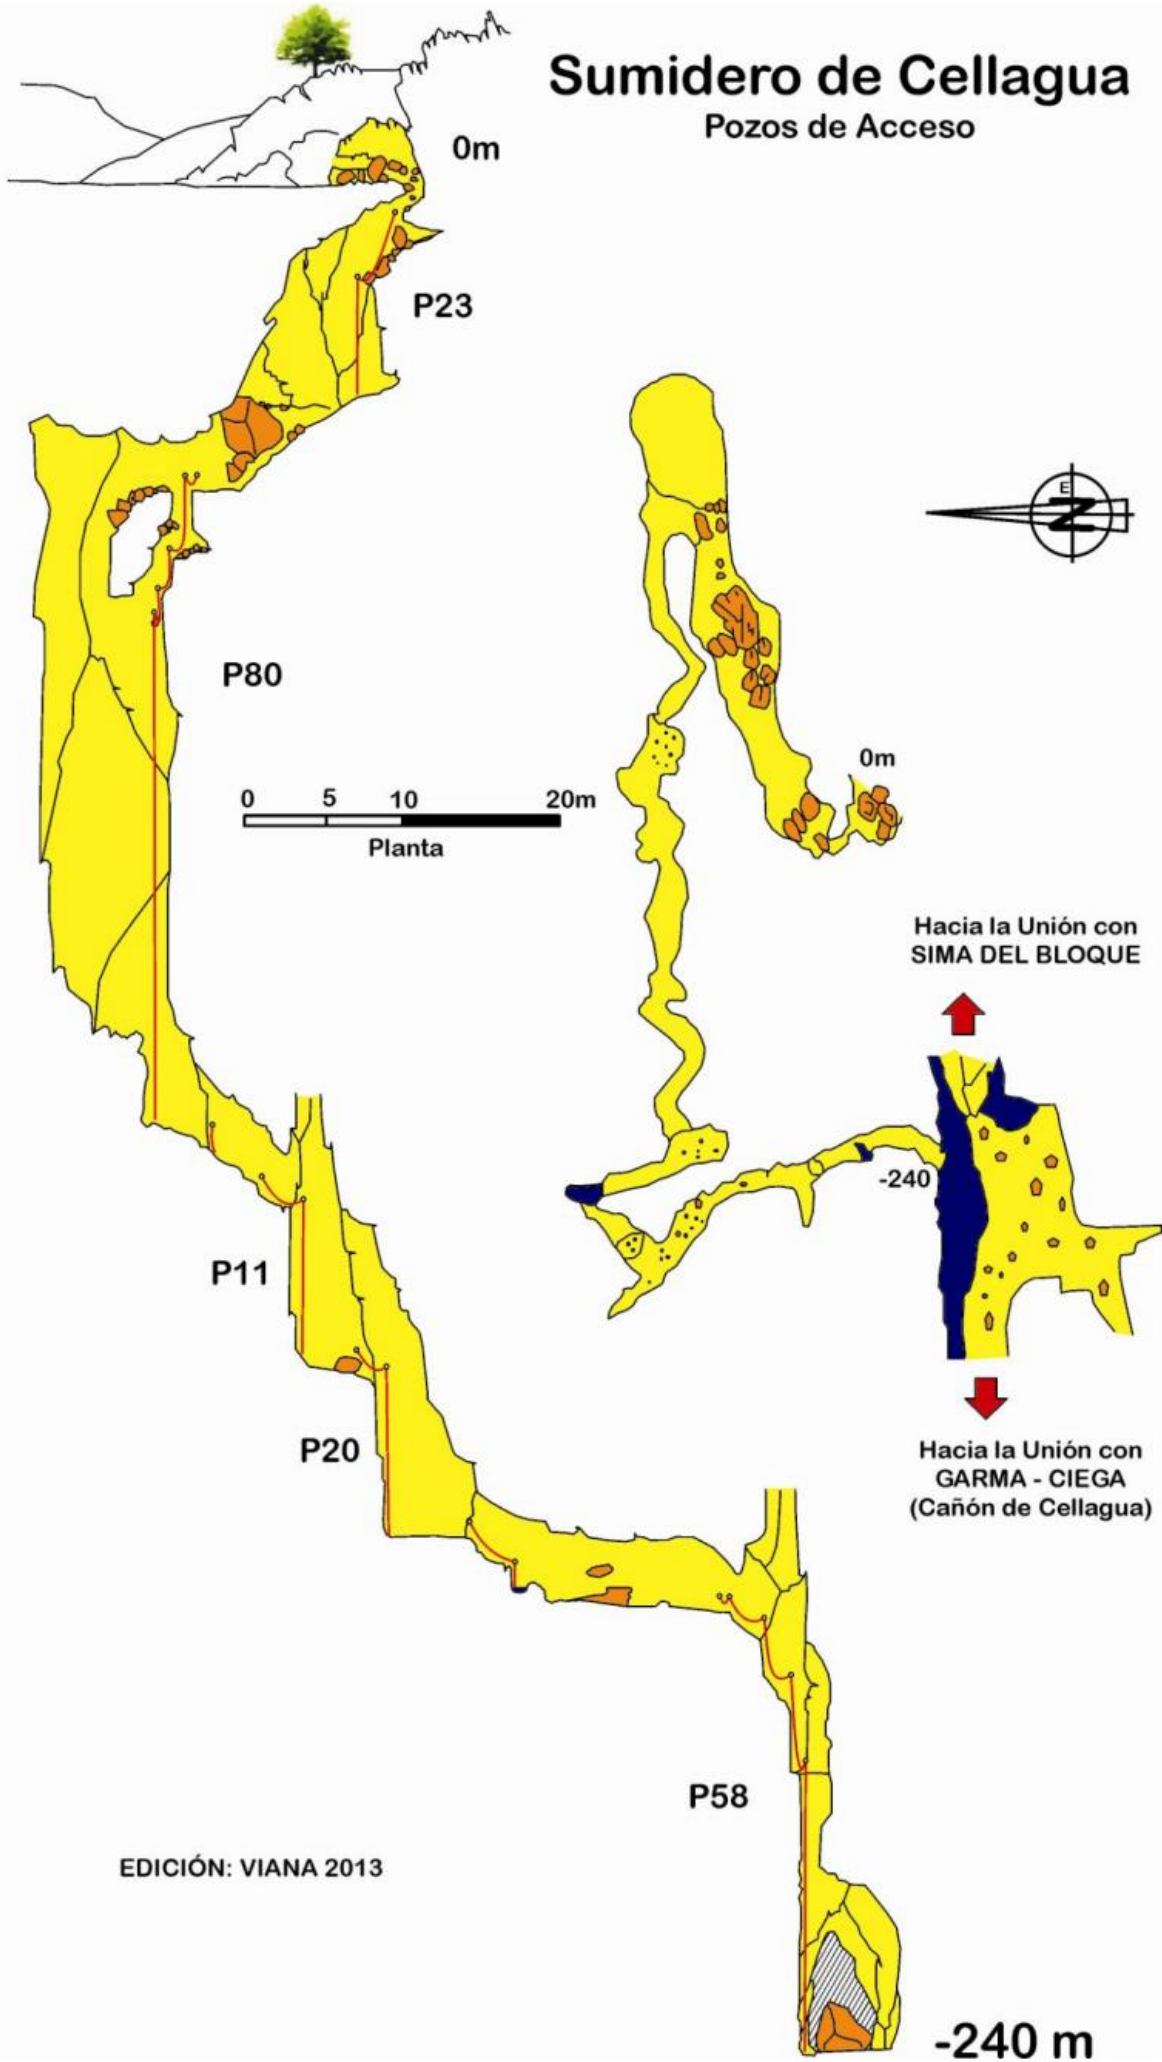 Sumidero de Cellagua
Pozos de Acceso
0m
P23
E
N
P80
0m
0 5 10 20m
Planta
Hacia la Unión con
SIMA DEL BLOQUE
-240
P11
P20
Hacia la Unión con
GARMA - CIEGA
(Cañón de Cellagua)
P58
EDICIÓN: VIANA 2013
-240 m